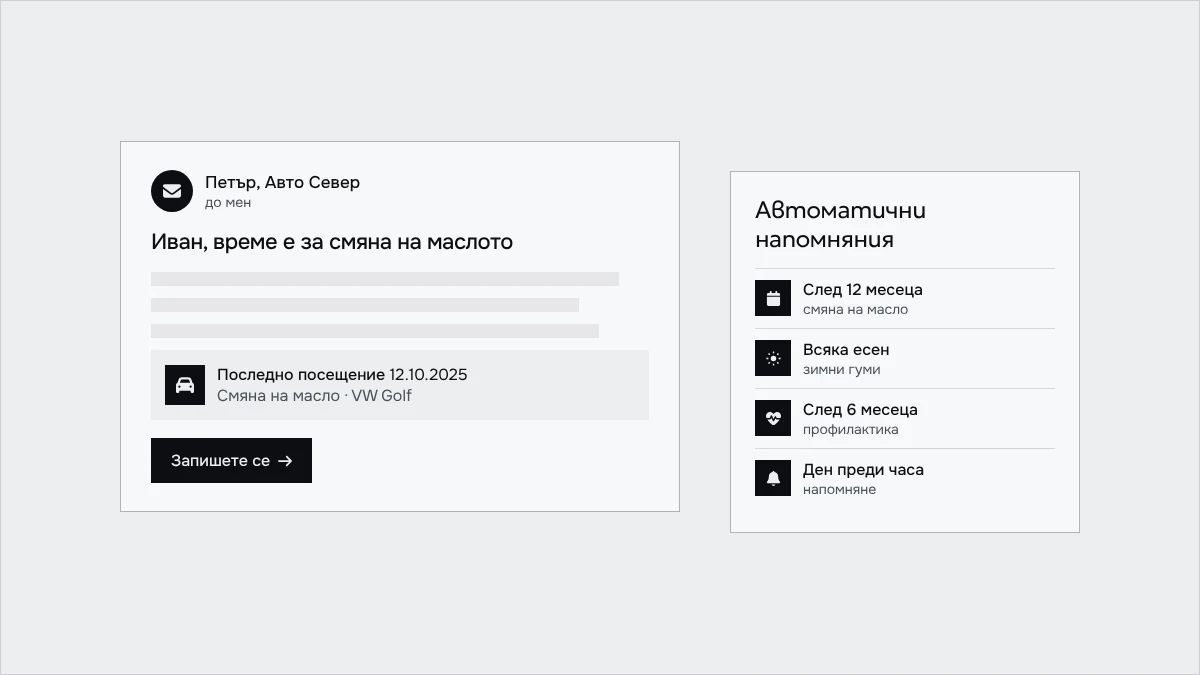 Петър, Авто Север
до мен
Иван, време е за смяна на маслото
Последно посещение 12.10.2025
Смяна на масло · VW Golf
Запишете се →
Автоматични
напомняния
След 12 месеца
смяна на масло
Всяка есен
зимни гуми
След 6 месеца
профилактика
Ден преди часа
напомняне